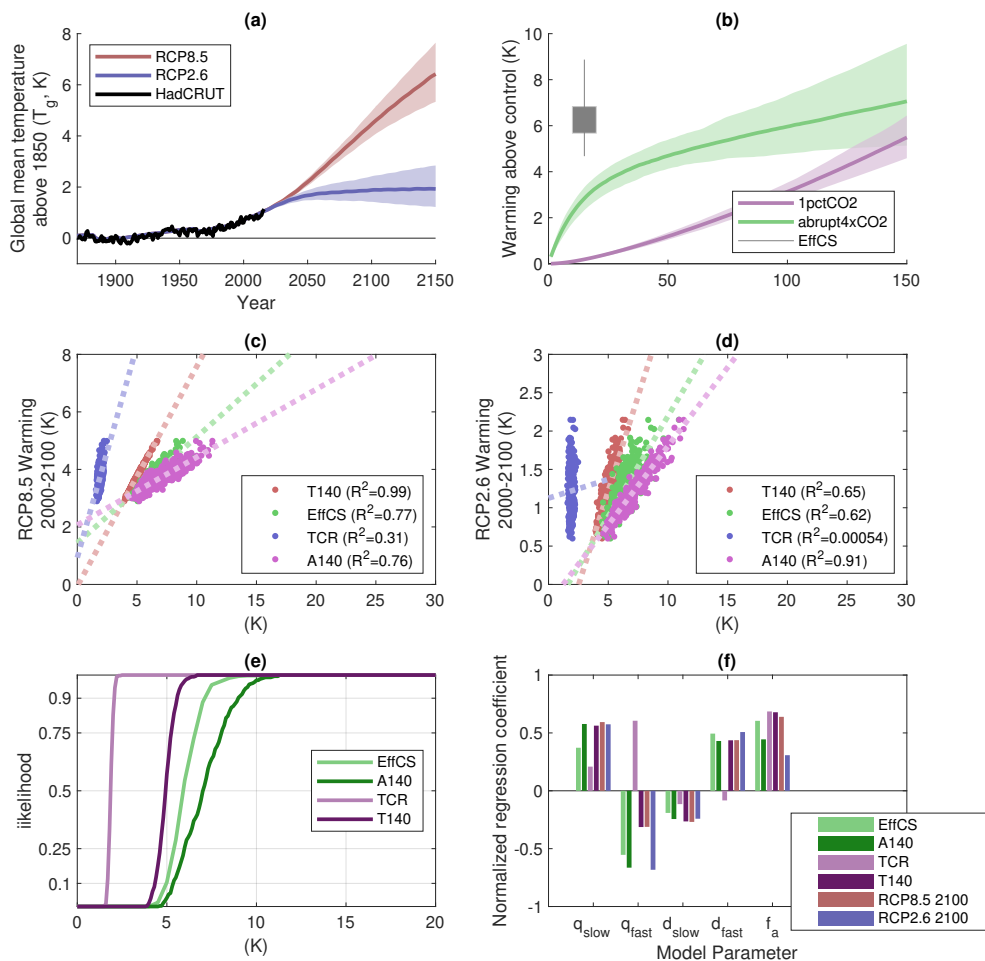 (a)
Global mean temperature
above 1850 (T_g, K)
8
6
4
2
0
RCP8.5
RCP2.6
HadCRUT
1900
1950
2000
2050
2100
2150
Year
(b)
Warming above control (K)
10
8
6
4
2
0
1pctCO2
abrupt4xCO2
EffCS
0
50
100
150
(c)
RCP8.5 Warming
2000-2100 (K)
8
6
4
2
0
T140 (R²=0.99)
EffCS (R²=0.77)
TCR (R²=0.31)
A140 (R²=0.76)
0
5
10
15
20
25
30
(K)
(d)
RCP2.6 Warming
2000-2100 (K)
3
2.5
2
1.5
1
0.5
0
T140 (R²=0.65)
EffCS (R²=0.62)
TCR (R²=0.00054)
A140 (R²=0.91)
0
5
10
15
20
25
30
(K)
(e)
iikelihood
0.9
0.75
0.5
0.25
0.1
EffCS
A140
TCR
T140
0
5
10
15
20
(K)
(f)
Normalized regression coefficient
1
0.5
0
-0.5
-1
EffCS
A140
TCR
T140
RCP8.5 2100
RCP2.6 2100
q_slow
q_fast
d_slow
d_fast
f_a
Model Parameter